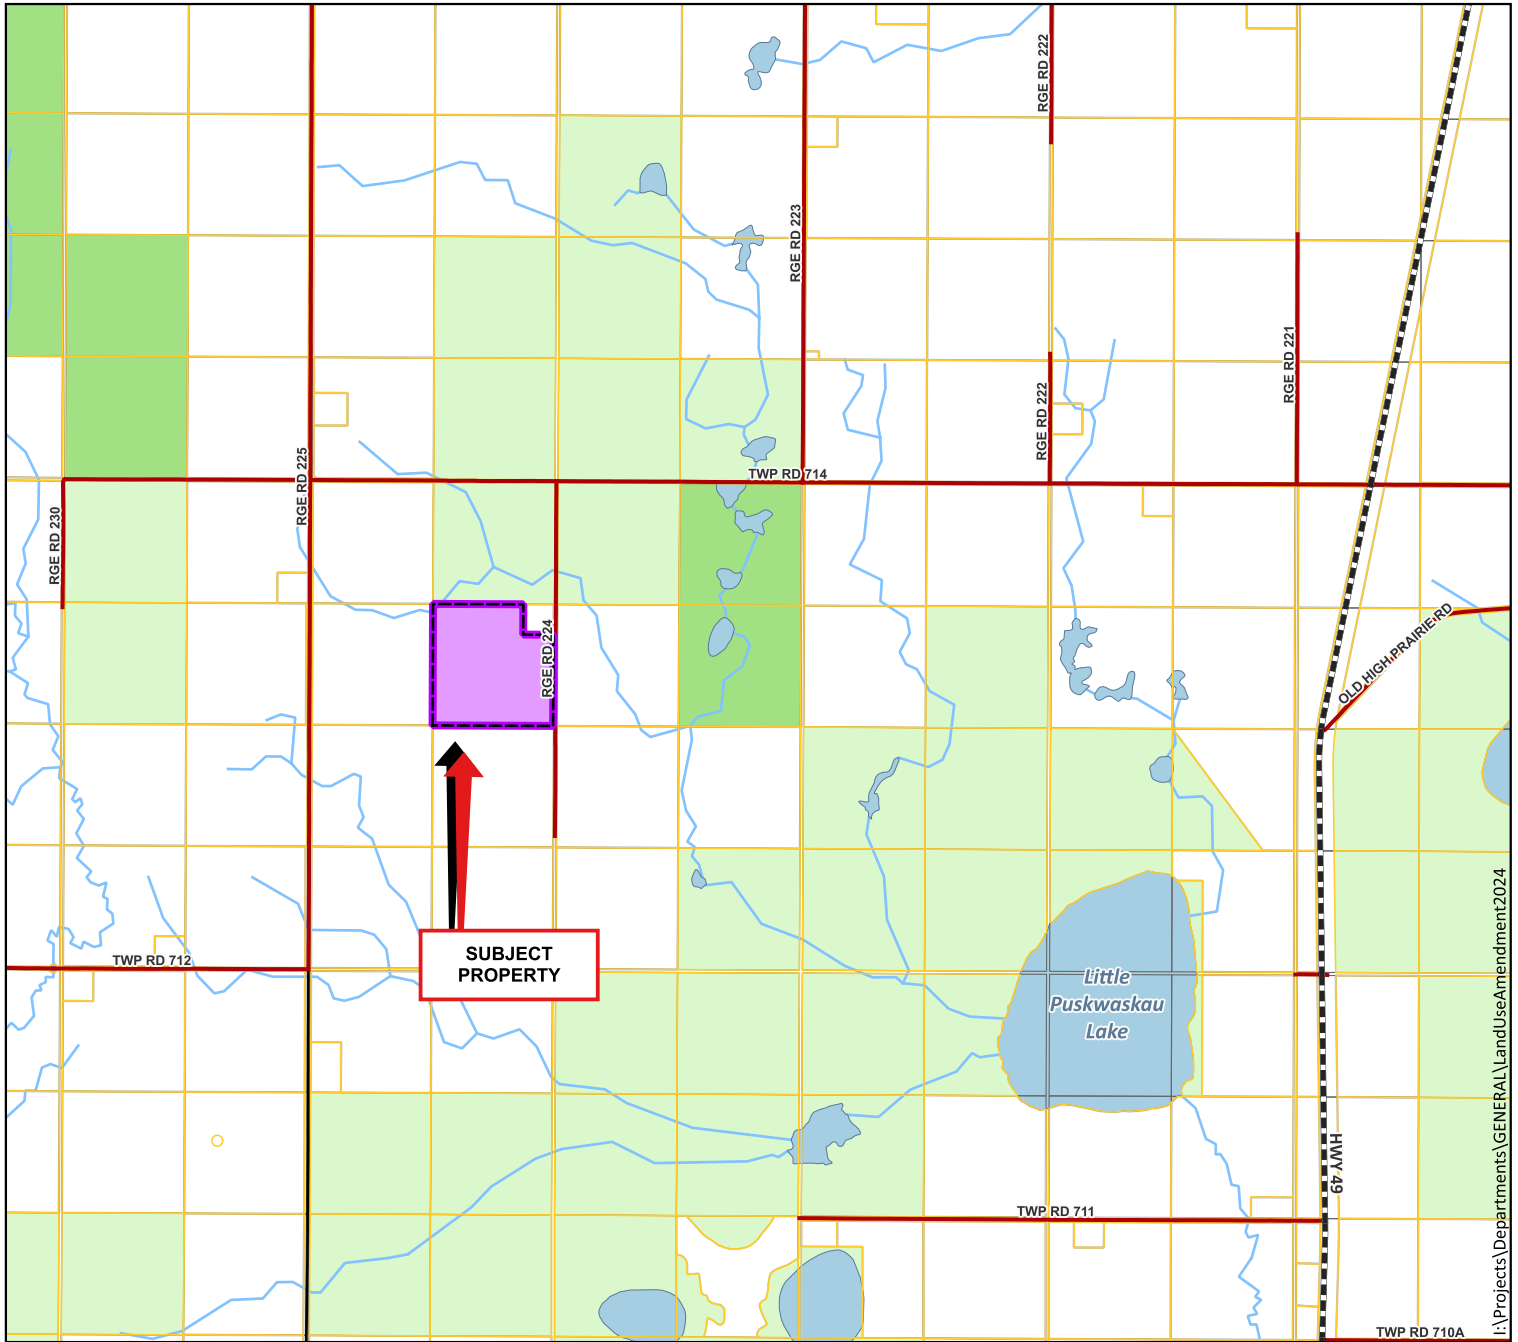 RGE RD 222
RGE RD 223
RGE RD 221
RGE RD 222
RGE RD 225
TWP RD 714
RGE RD 230
RGE RD 224
OLD HIGH PRAIRIE RD
SUBJECT
PROPERTY
TWP RD 712
Little
Puskwaskau
Lake
HWY 49
TWP RD 711
TWP RD 710A
:\Projects\Departments\GENERAL\LandUseAmendment2024